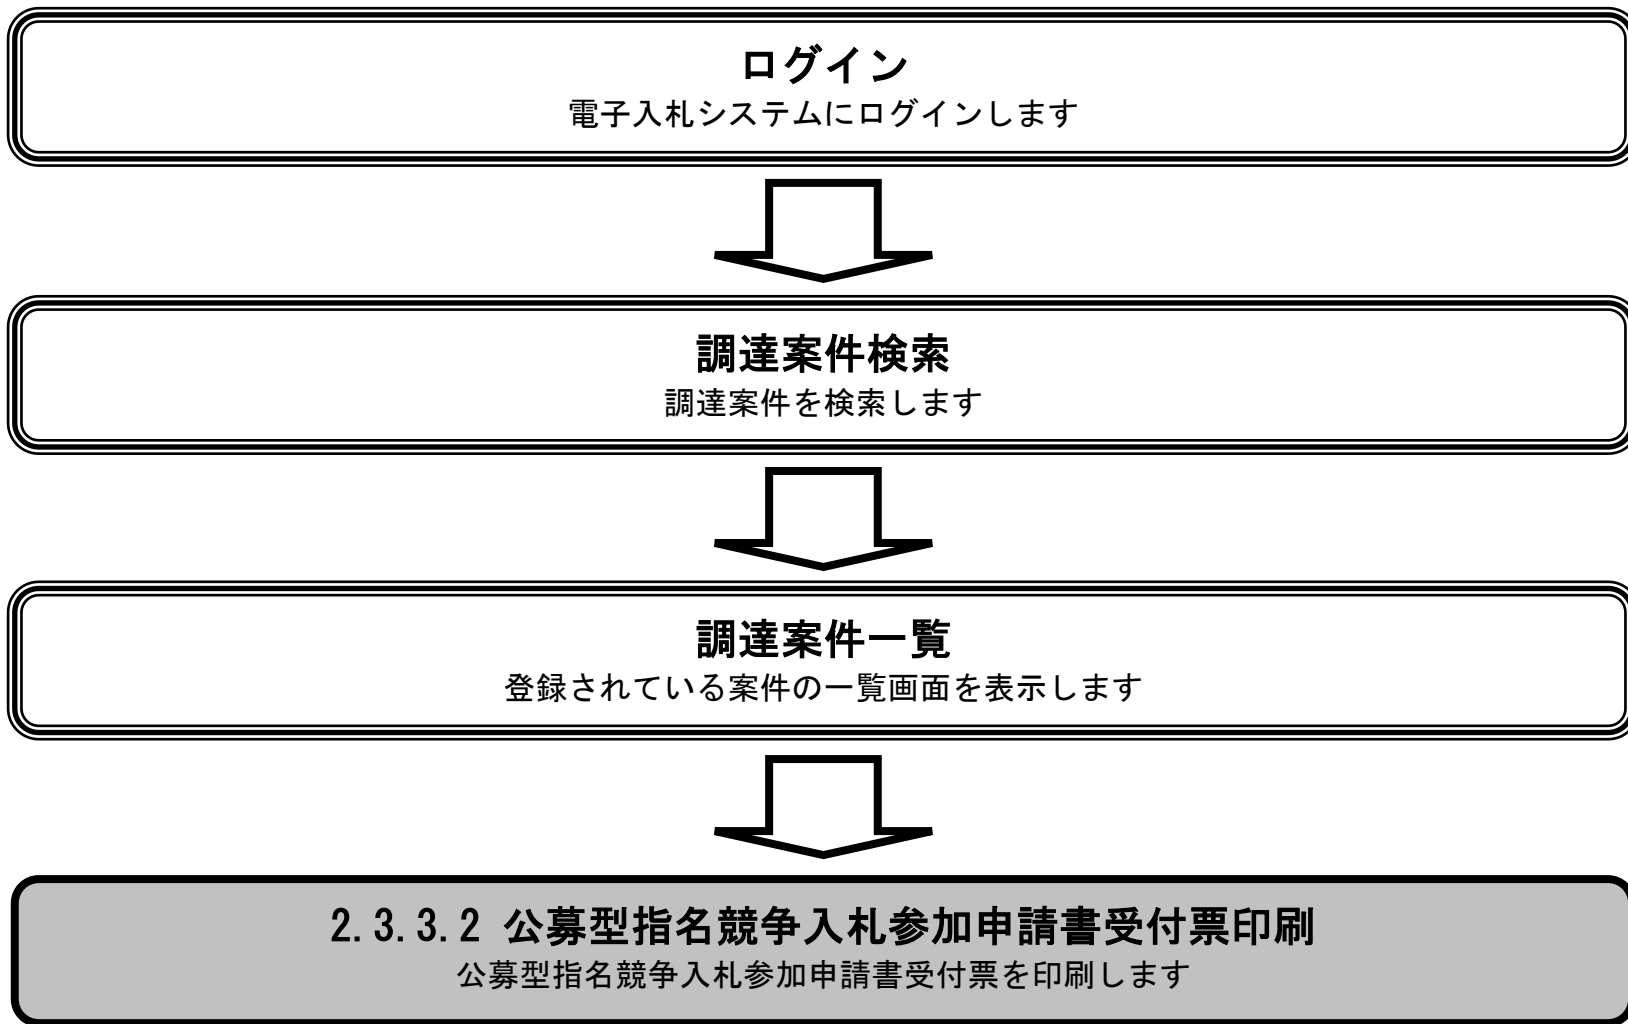 ログイン
電子入札システムにログインします
調達案件検索
調達案件を検索します
調達案件一覧
登録されている案件の一覧画面を表示します
2.3.3.2 公募型指名競争入札参加申請書受付票印刷
公募型指名競争入札参加申請書受付票を印刷します